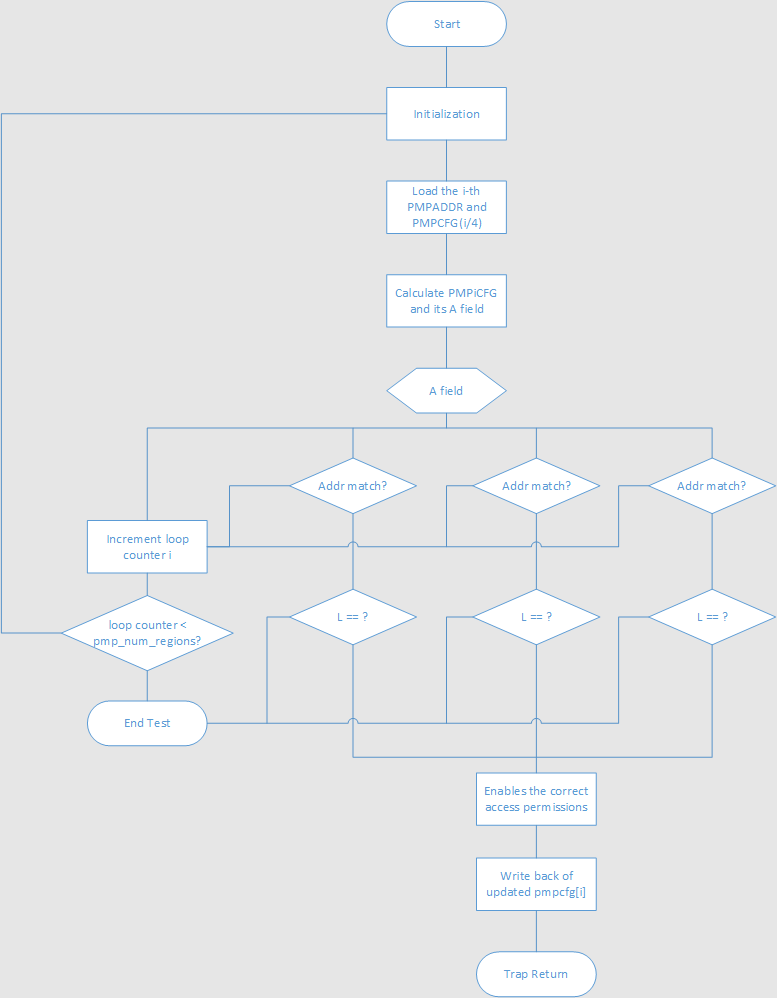 Start
Initialization
Load the i-th
PMPADDR and
PMPCFG(i/4)
Calculate PMPiCFG
and its A field
A field
Addr match?
Addr match?
Addr match?
Increment loop
counter i
loop counter <
pmp_num_regions?
L == ?
L == ?
L == ?
End Test
Enables the correct
access permissions
Write back of
updated pmpcfg[i]
Trap Return